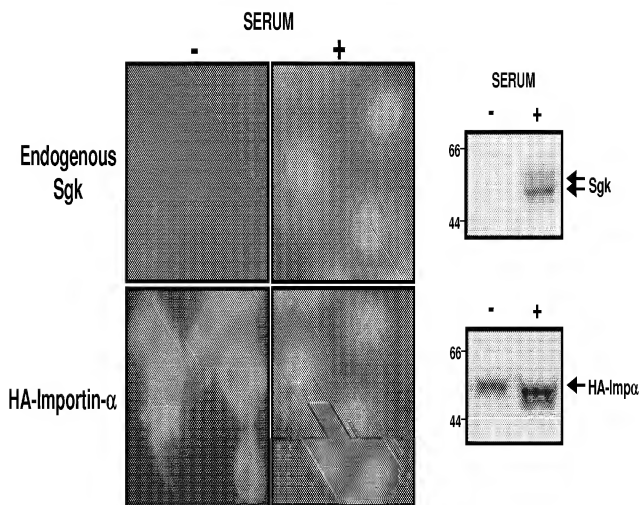 SERUM
- +
Endogenous
Sgk
HA-Importin-α
SERUM
- +
66
Sgk
44
- +
66
HA-Impα
44